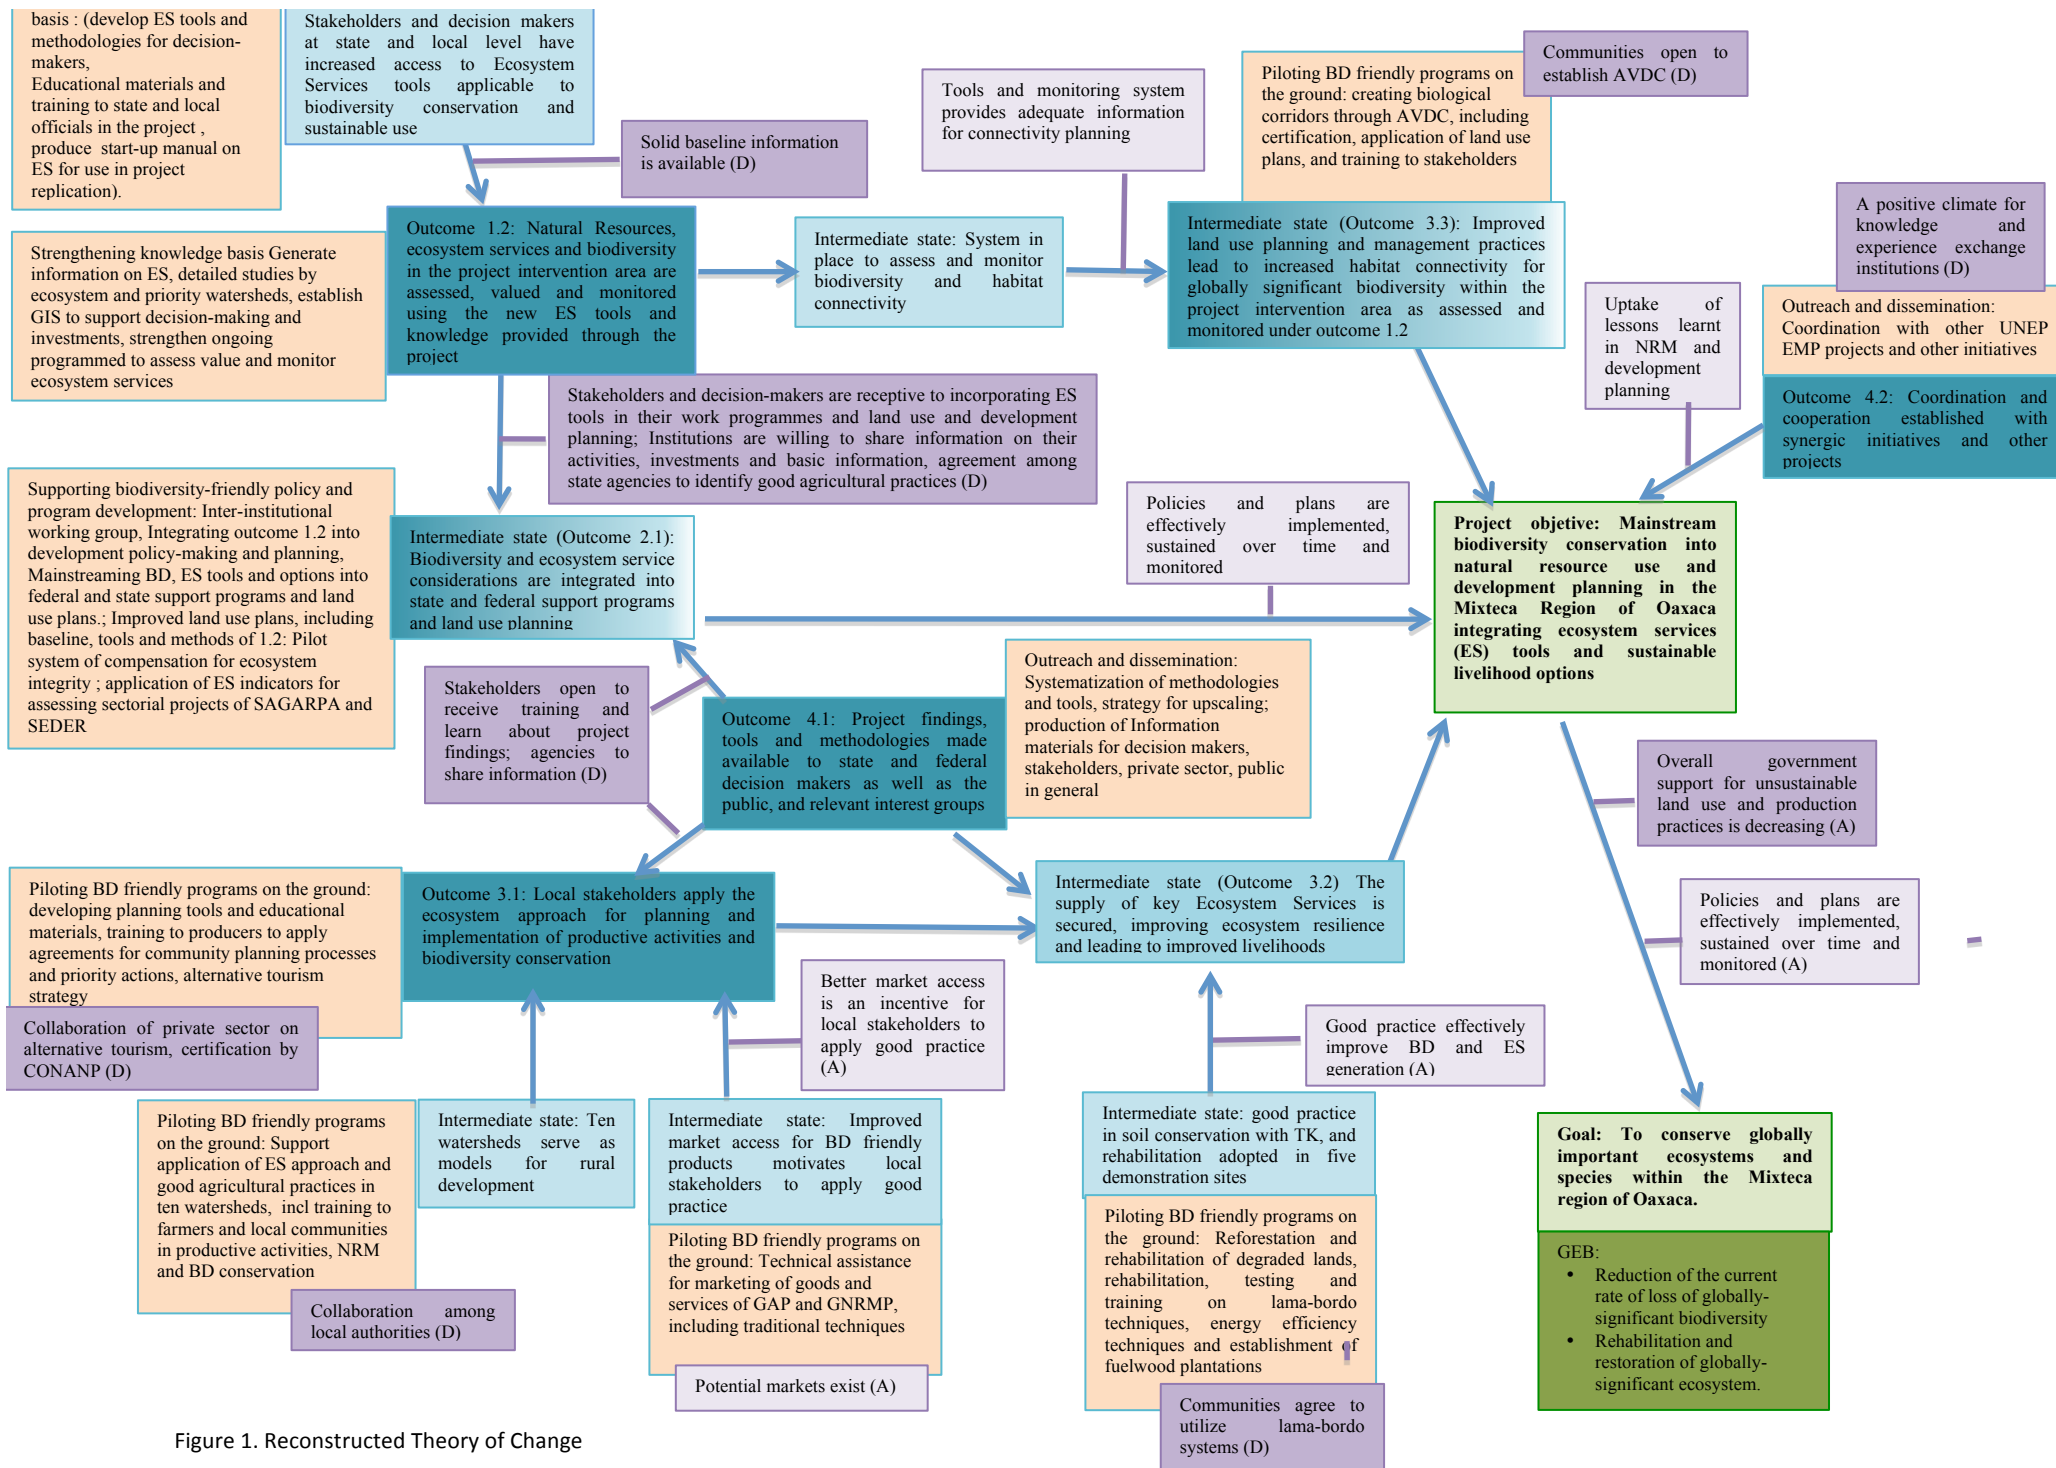 basis : (develop ES tools and
methodologies for decision-
makers,
Educational materials and
training to state and local
officials in the project ,
produce start-up manual on
ES for use in project
replication).
Stakeholders and decision makers
at state and local level have
increased access to Ecosystem
Services tools applicable to
biodiversity conservation and
sustainable use
Solid baseline information
is available (D)
Tools and monitoring system
provides adequate information
for connectivity planning
Piloting BD friendly programs on
the ground: creating biological
corridors through AVDC, including
certification, application of land use
plans, and training to stakeholders
Communities open to
establish AVDC (D)
A positive climate for
knowledge and
experience exchange
institutions (D)
Strengthening knowledge basis Generate
information on ES, detailed studies by
ecosystem and priority watersheds, establish
GIS to support decision-making and
investments, strengthen ongoing
programmed to assess value and monitor
ecosystem services
Outcome 1.2: Natural Resources,
ecosystem services and biodiversity
in the project intervention area are
assessed, valued and monitored
using the new ES tools and
knowledge provided through the
project
Intermediate state: System in
place to assess and monitor
biodiversity and habitat
connectivity
Intermediate state (Outcome 3.3): Improved
land use planning and management practices
lead to increased habitat connectivity for
globally significant biodiversity within the
project intervention area as assessed and
monitored under outcome 1.2
Uptake of
lessons learnt
in NRM and
development
planning
Outreach and dissemination:
Coordination with other UNEP
EMP projects and other initiatives
Outcome 4.2: Coordination and
cooperation established with
synergic initiatives and other
projects
Stakeholders and decision-makers are receptive to incorporating ES
tools in their work programmes and land use and development
planning; Institutions are willing to share information on their
activities, investments and basic information, agreement among
state agencies to identify good agricultural practices (D)
Supporting biodiversity-friendly policy and
program development: Inter-institutional
working group, Integrating outcome 1.2 into
development policy-making and planning,
Mainstreaming BD, ES tools and options into
federal and state support programs and land
use plans.; Improved land use plans, including
baseline, tools and methods of 1.2: Pilot
system of compensation for ecosystem
integrity ; application of ES indicators for
assessing sectorial projects of SAGARPA and
SEDER
Intermediate state (Outcome 2.1):
Biodiversity and ecosystem service
considerations are integrated into
state and federal support programs
and land use planning
Policies and plans are
effectively implemented,
sustained over time and
monitored
Project objetive: Mainstream
biodiversity conservation into
natural resource use and
development planning in the
Mixteca Region of Oaxaca
integrating ecosystem services
(ES) tools and sustainable
livelihood options
Stakeholders open to
receive training and
learn about project
findings; agencies to
share information (D)
Outcome 4.1: Project findings,
tools and methodologies made
available to state and federal
decision makers as well as the
public, and relevant interest groups
Outreach and dissemination:
Systematization of methodologies
and tools, strategy for upscaling;
production of Information
materials for decision makers,
stakeholders, private sector, public
in general
Overall government
support for unsustainable
land use and production
practices is decreasing (A)
Piloting BD friendly programs on the ground:
developing planning tools and educational
materials, training to producers to apply
agreements for community planning processes
and priority actions, alternative tourism
strategy
Outcome 3.1: Local stakeholders apply the
ecosystem approach for planning and
implementation of productive activities and
biodiversity conservation
Intermediate state (Outcome 3.2) The
supply of key Ecosystem Services is
secured, improving ecosystem resilience
and leading to improved livelihoods
Policies and plans are
effectively implemented,
sustained over time and
monitored (A)
Collaboration of private sector on
alternative tourism, certification by
CONANP (D)
Better market access
is an incentive for
local stakeholders to
apply good practice
(A)
Good practice effectively
improve BD and ES
generation (A)
Piloting BD friendly programs
on the ground: Support
application of ES approach and
good agricultural practices in
ten watersheds, incl training to
farmers and local communities
in productive activities, NRM
and BD conservation
Intermediate state: Ten
watersheds serve as
models for rural
development
Intermediate state: Improved
market access for BD friendly
products motivates local
stakeholders to apply good
practice
Intermediate state: good practice
in soil conservation with TK, and
rehabilitation adopted in five
demonstration sites
Goal: To conserve globally
important ecosystems and
species within the Mixteca
region of Oaxaca.
Piloting BD friendly programs on
the ground: Technical assistance
for marketing of goods and
services of GAP and GNRMP,
including traditional techniques
Piloting BD friendly programs on
the ground: Reforestation and
rehabilitation of degraded lands,
rehabilitation, testing and
training on lama-bordo
techniques, energy efficiency
techniques and establishment of
fuelwood plantations
GEB:
• Reduction of the current
rate of loss of globally-
significant biodiversity
• Rehabilitation and
restoration of globally-
significant ecosystem.
Collaboration among
local authorities (D)
Potential markets exist (A)
Communities agree to
utilize lama-bordo
systems (D)
Figure 1. Reconstructed Theory of Change